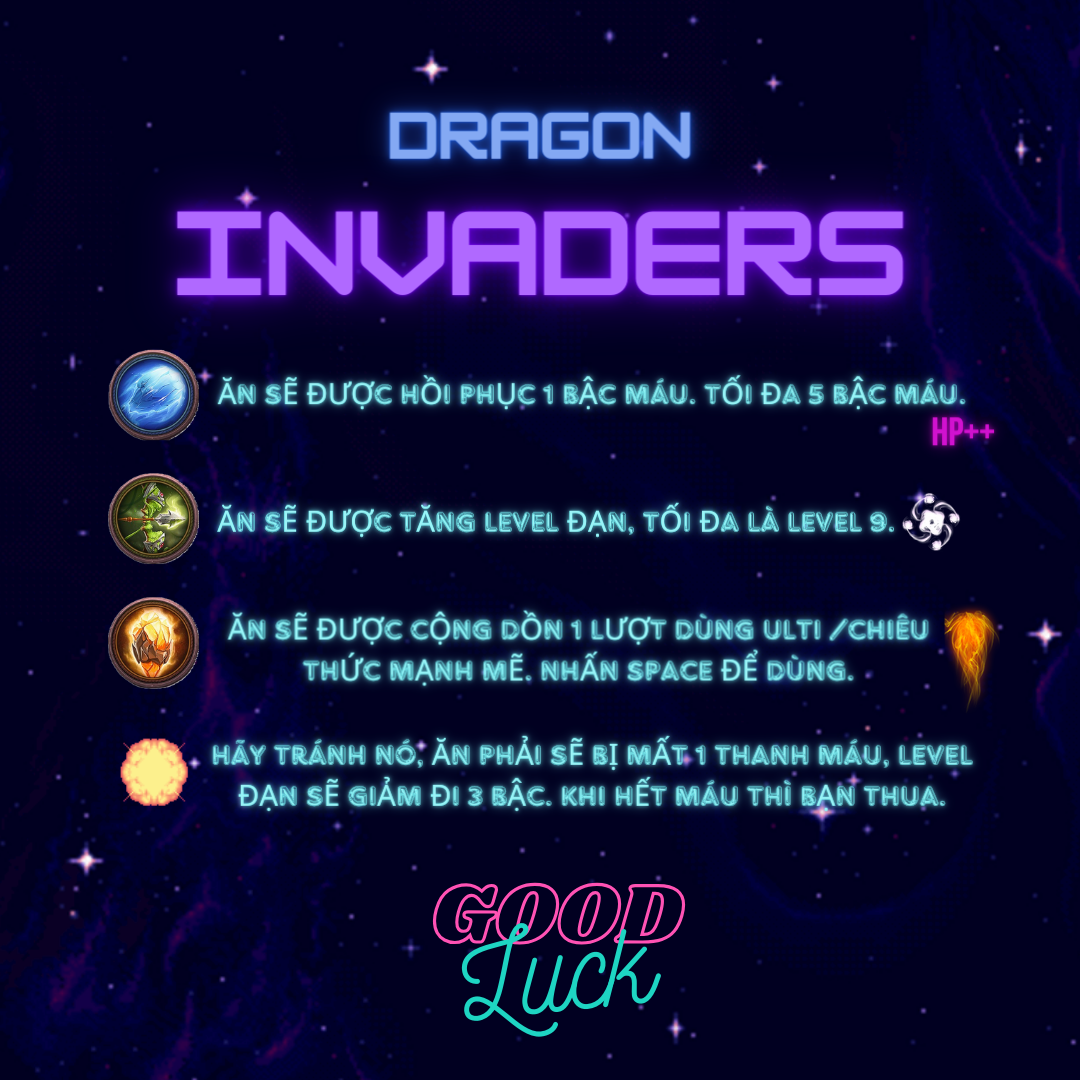 DRAGON
INVADERS
ĂN SẼ ĐƯỢC HỒI PHỤC 1 BẬC MÁU. TỐI ĐA 5 BẬC MÁU.
HP++
ĂN SẼ ĐƯỢC TĂNG LEVEL ĐẠN, TỐI ĐA LÀ LEVEL 9.
ĂN SẼ ĐƯỢC CỘNG DỒN 1 LƯỢT DÙNG ULTI /CHIÊU
THỨC MẠNH MẼ. NHẤN SPACE ĐỂ DÙNG.
HÃY TRÁNH NÓ, ĂN PHẢI SẼ BỊ MẤT 1 THANH MÁU, LEVEL
ĐẠN SẼ GIẢM ĐI 3 BẬC. KHI HẾT MÁU THÌ BẠN THUA.
GOOD
Luck